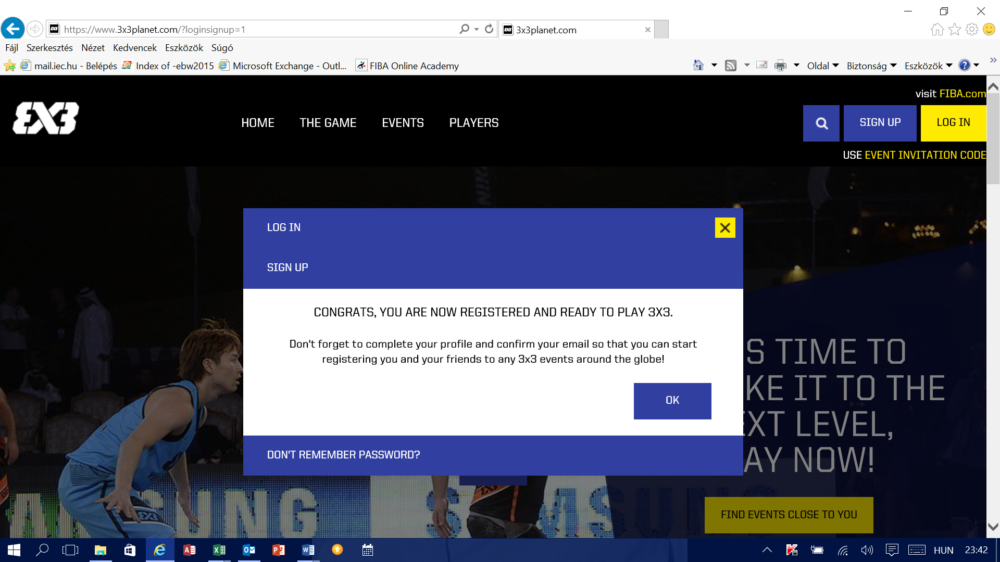 https://www.3x3planet.com/?loginsignup=1
3x3planet.com
Fájl Szerkesztés Nézet Kedvencek Eszközök Súgó
mail.iec.hu - Belépés Index of -ebw2015 Microsoft Exchange - Outl... FIBA Online Academy
Oldal Biztonság Eszközök
visit FIBA.com
3X3
HOME THE GAME EVENTS PLAYERS
SIGN UP LOG IN
USE EVENT INVITATION CODE
LOG IN
SIGN UP
CONGRATS, YOU ARE NOW REGISTERED AND READY TO PLAY 3X3.
Don't forget to complete your profile and confirm your email so that you can start
registering you and your friends to any 3x3 events around the globe!
OK
DON'T REMEMBER PASSWORD?
S TIME TO
KE IT TO THE
EXT LEVEL,
AY NOW!
FIND EVENTS CLOSE TO YOU
HUN 23:42